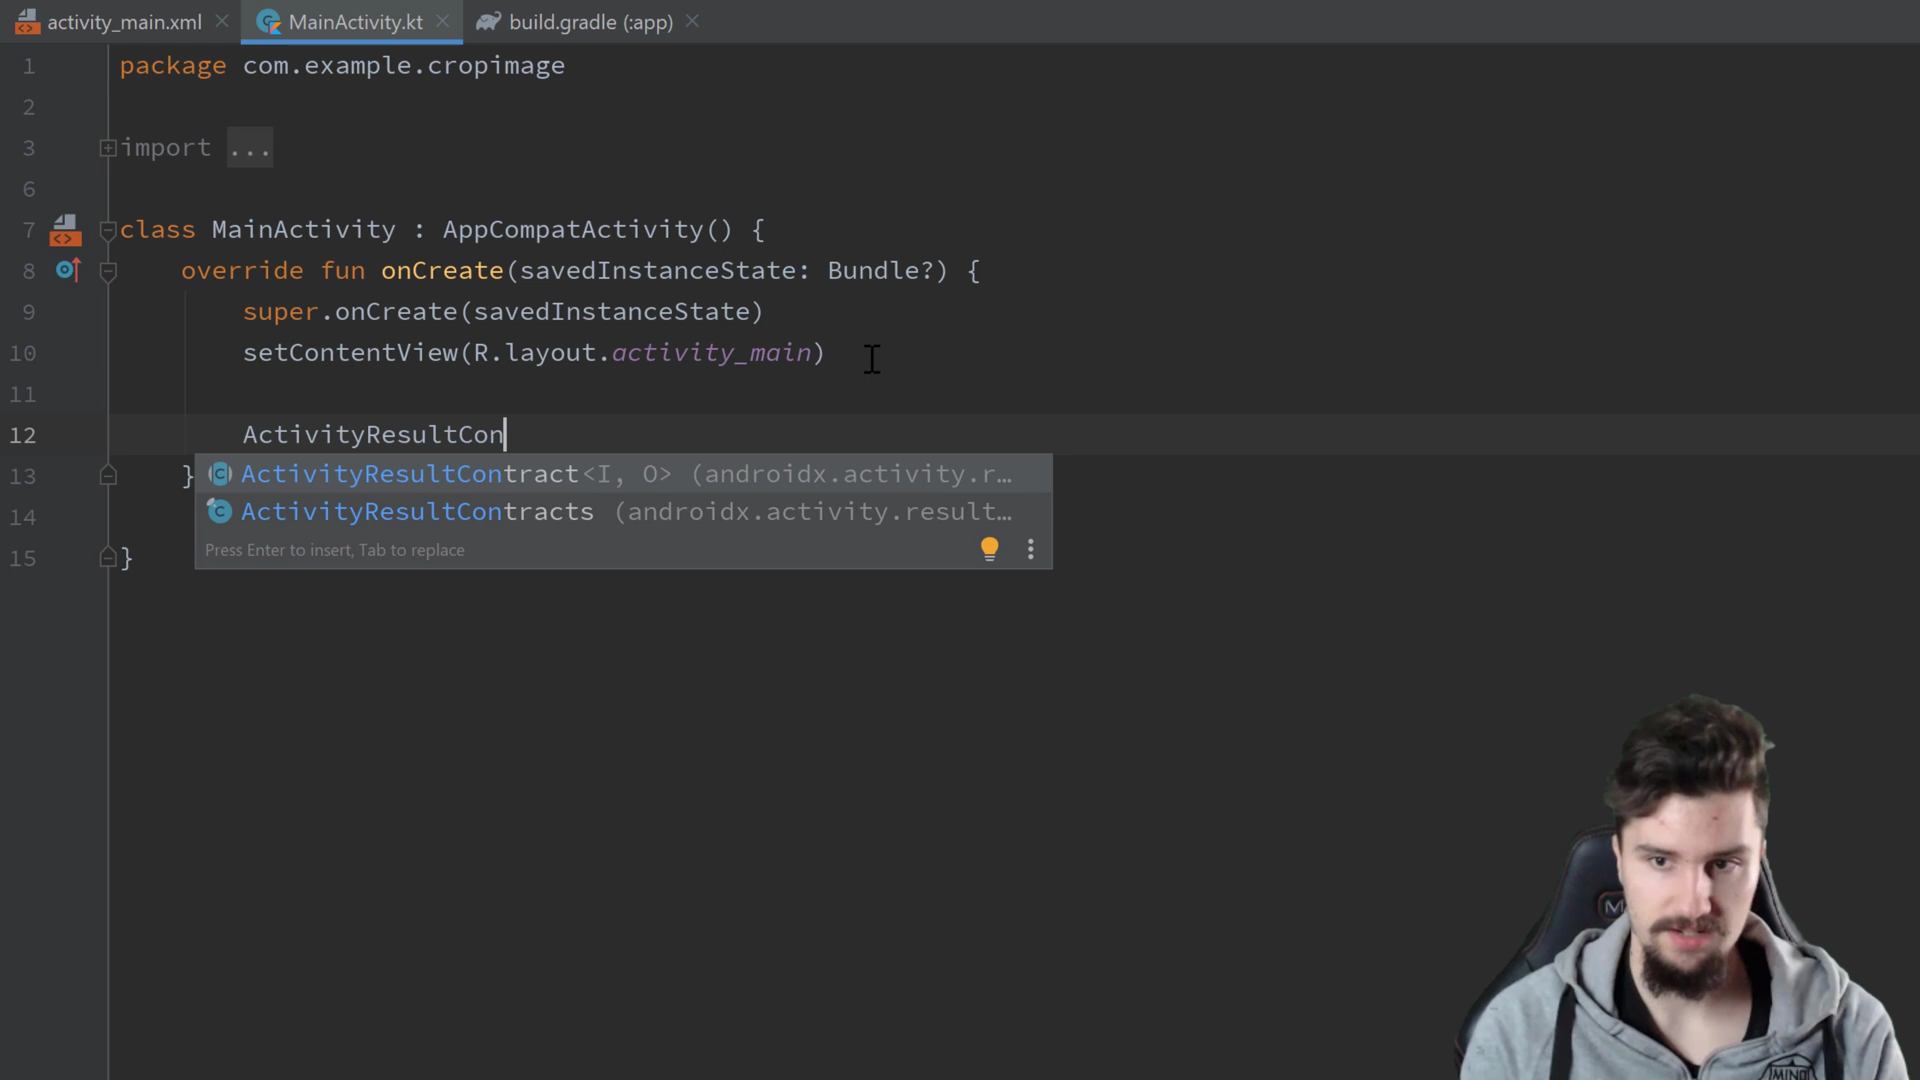 activity_main.xml MainActivity.kt build.gradle (:app)
1 package com.example.cropimage
2
3 import ...
6
7 class MainActivity : AppCompatActivity() {
8 override fun onCreate(savedInstanceState: Bundle?) {
9 super.onCreate(savedInstanceState)
10 setContentView(R.layout.activity_main)
11
12 ActivityResultCon
13 }
ActivityResultContract<I, O> (androidx.activity.r...
14
ActivityResultContracts (androidx.activity.result...
Press Enter to insert, Tab to replace
15 }